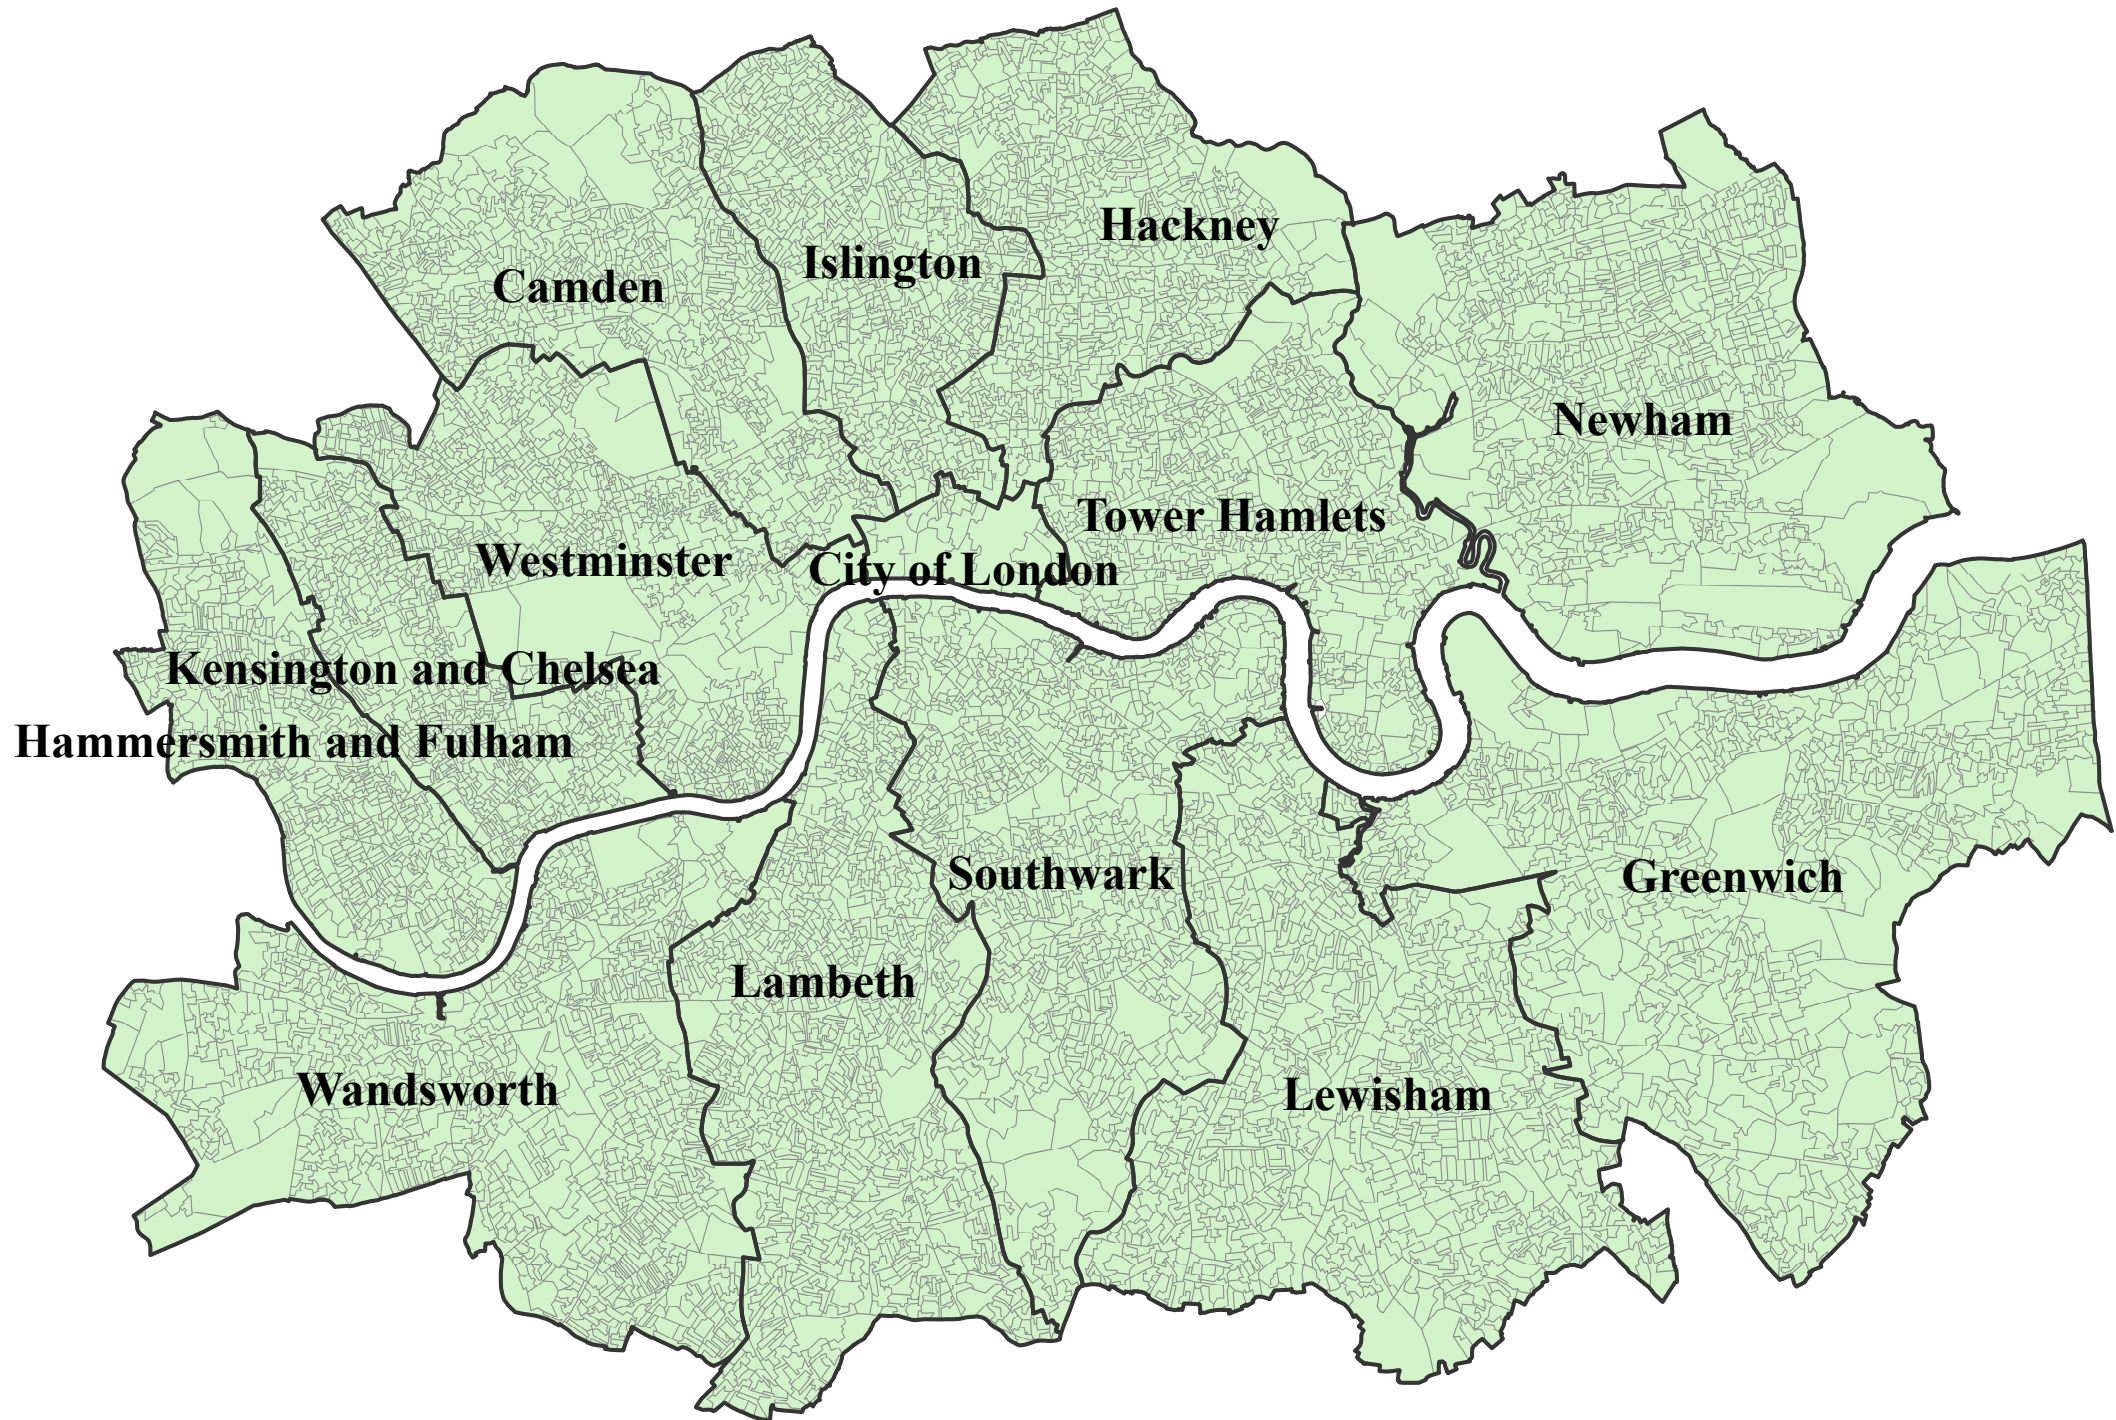 Hackney
Islington
Camden
Newham
Tower Hamlets
Westminster
City of London
Kensington and Chelsea
Hammersmith and Fulham
Southwark
Greenwich
Lambeth
Wandsworth
Lewisham